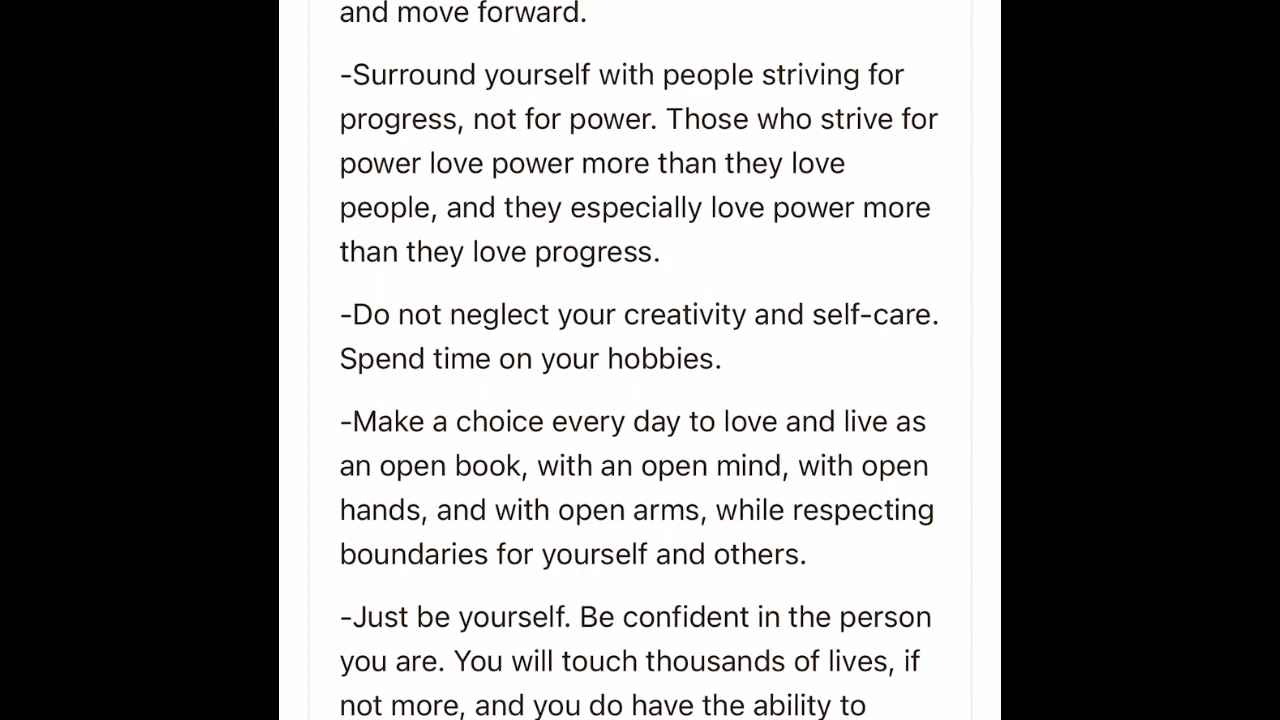 and move forward.
-Surround yourself with people striving for
progress, not for power. Those who strive for
power love power more than they love
people, and they especially love power more
than they love progress.
-Do not neglect your creativity and self-care.
Spend time on your hobbies.
-Make a choice every day to love and live as
an open book, with an open mind, with open
hands, and with open arms, while respecting
boundaries for yourself and others.
-Just be yourself. Be confident in the person
you are. You will touch thousands of lives, if
not more, and you do have the ability to